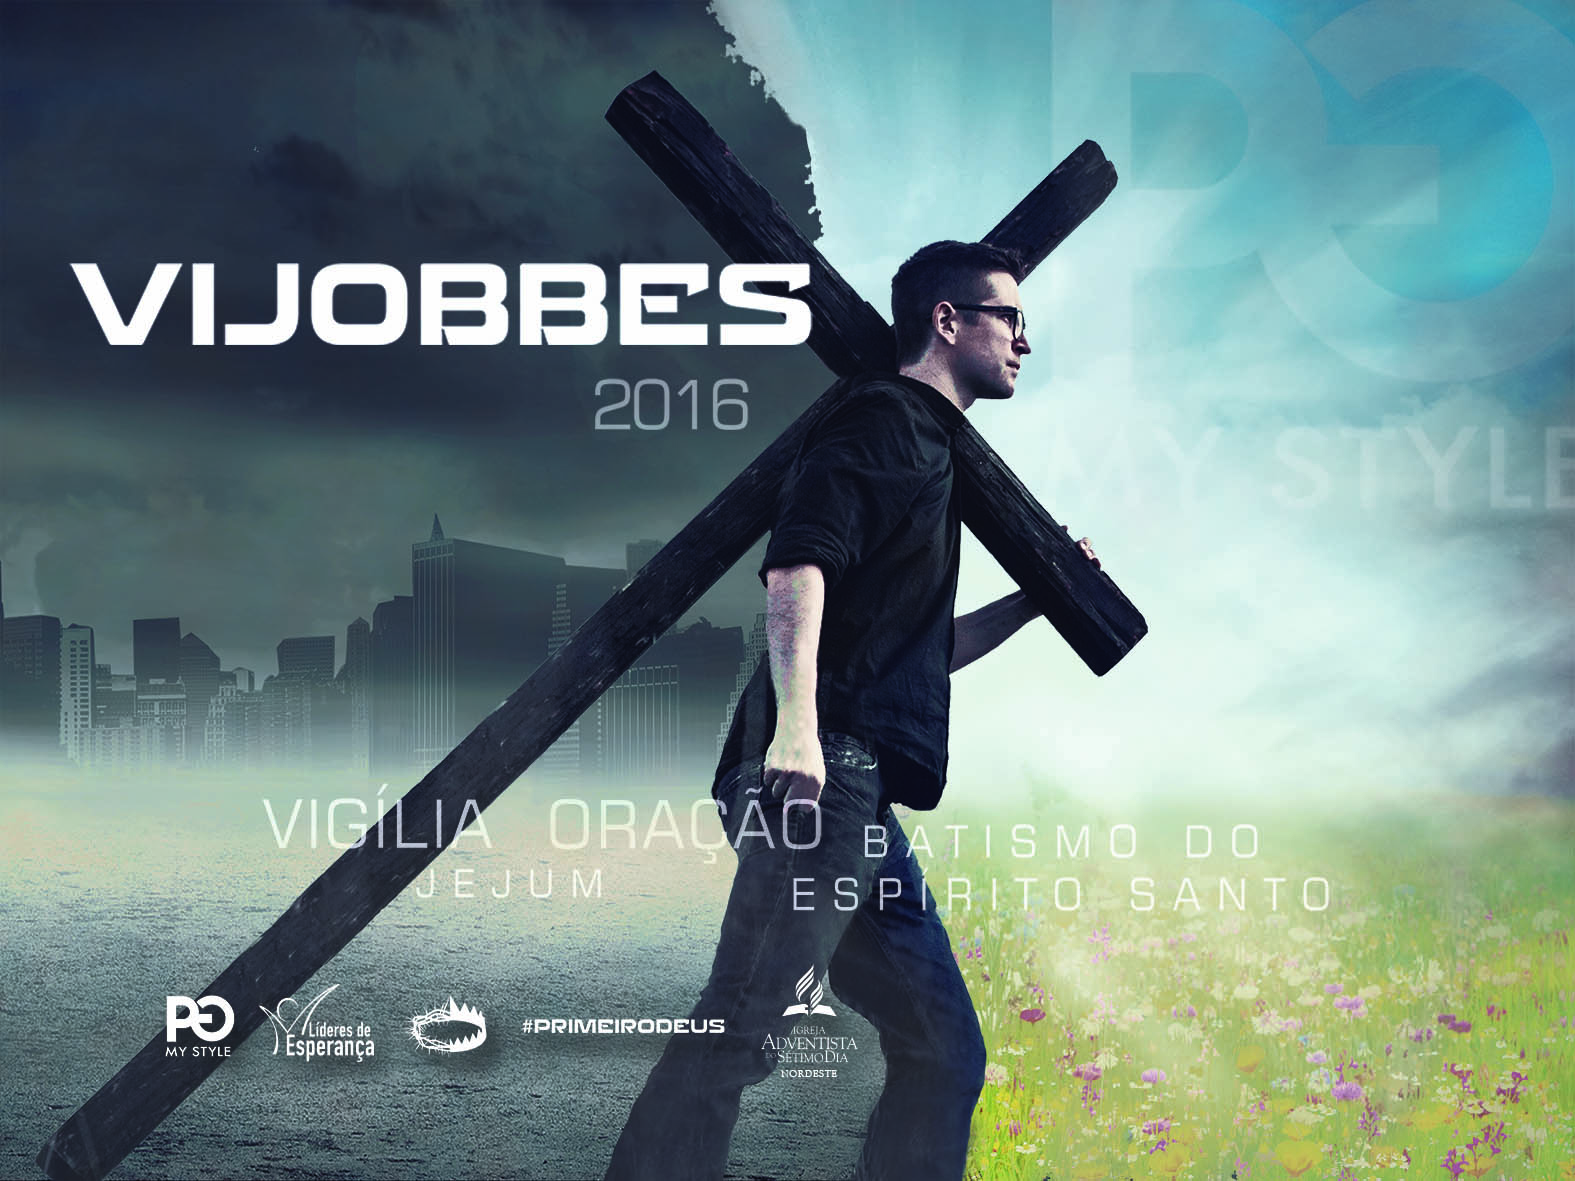 VIJOBBES
2016
VIGÍLIA ORAÇÃO
JEJUM
BATISMO DO
ESPÍRITO SANTO
PG
MY STYLE
PG
MY STYLE
Líderes de
Esperança
#PRIMEIRODEUS
IGREJA
ADVENTISTA
DO SÉTIMO DIA
NORDESTE